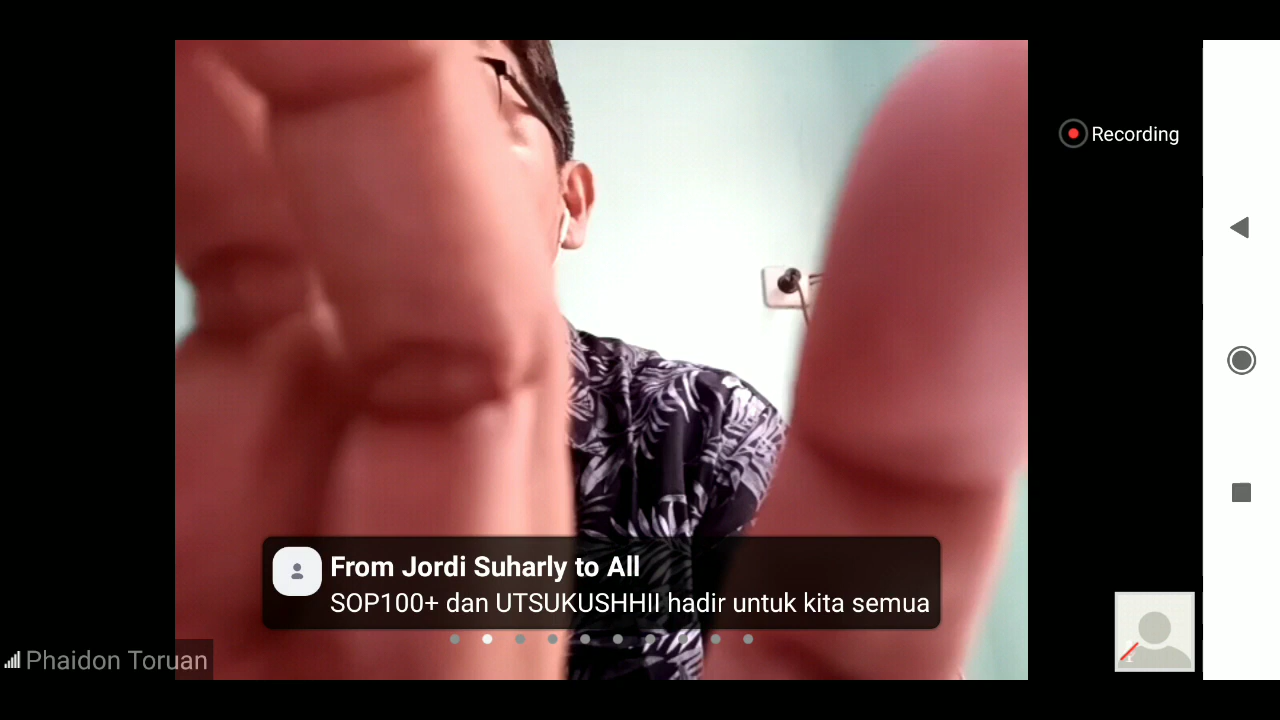 Recording
From Jordi Suharly to All
SOP100+ dan UTSUKUSHHII hadir untuk kita semua
Phaidon Toruan